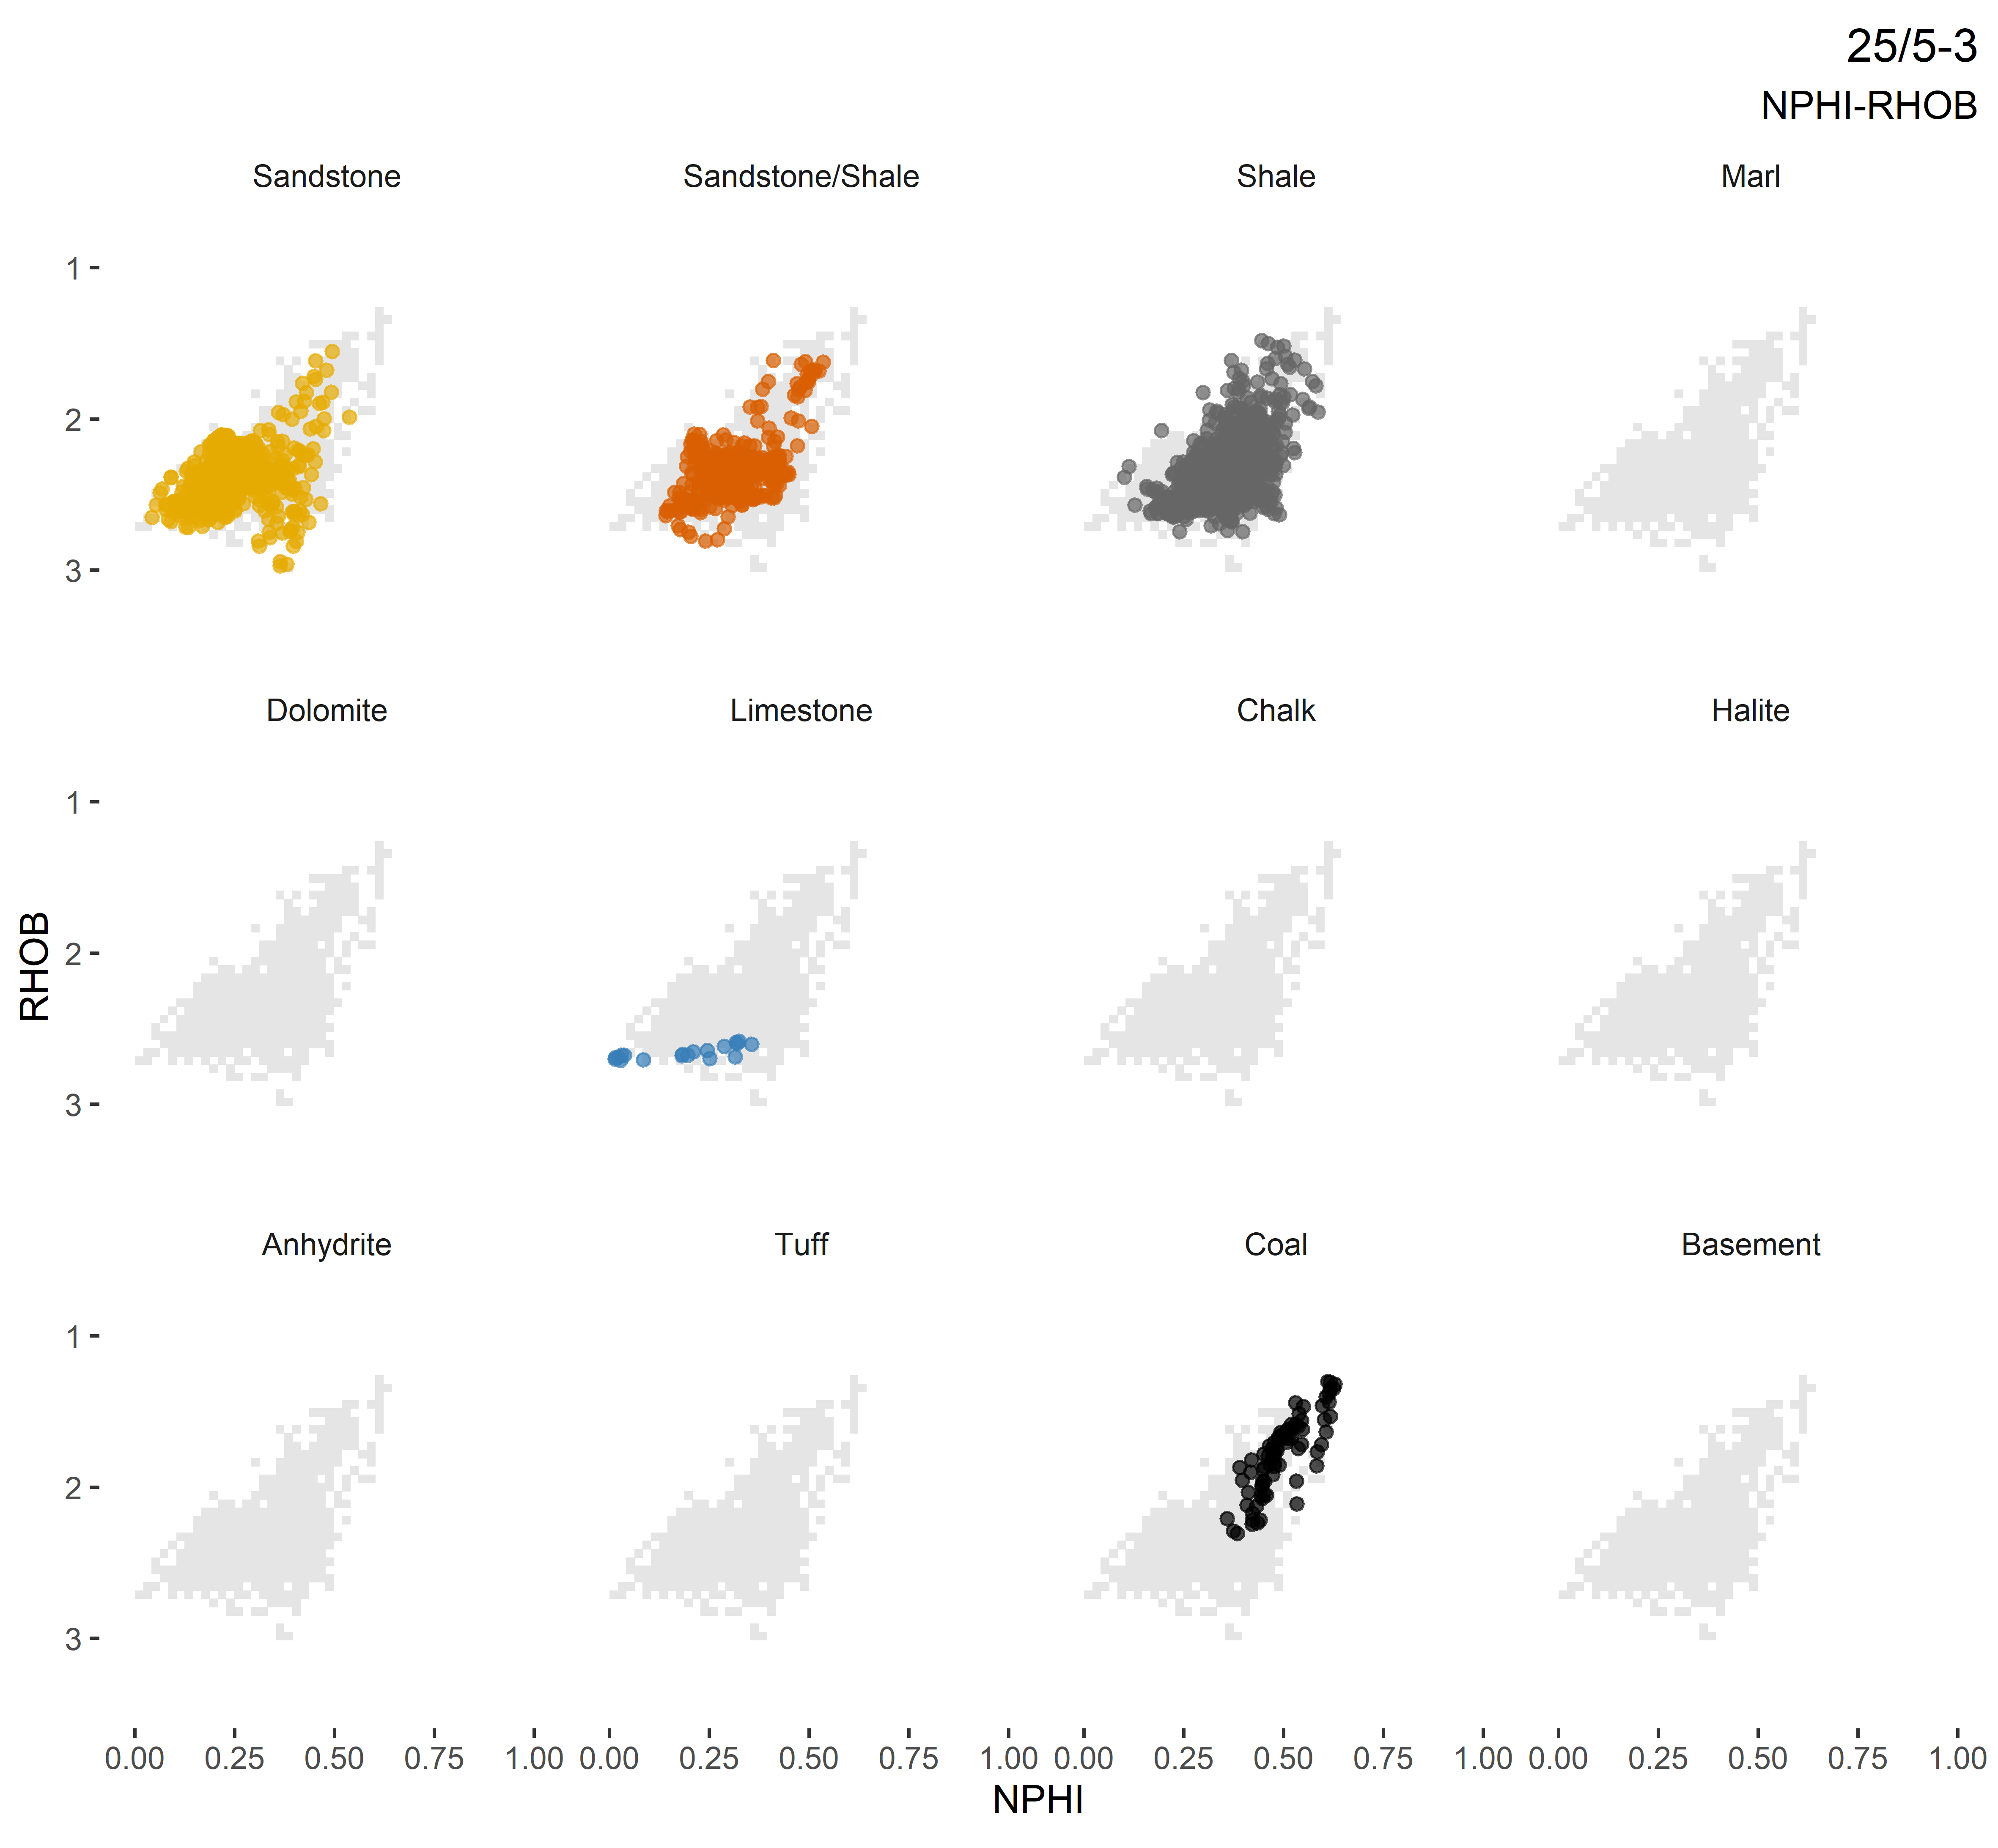 25/5-3
NPHI-RHOB
Sandstone Sandstone/Shale Shale Marl
1
2
3
Dolomite Limestone Chalk Halite
1
2
3
Anhydrite Tuff Coal Basement
1
2
3
RHOB
0.00 0.25 0.50 0.75 1.00 0.00 0.25 0.50 0.75 1.00 0.00 0.25 0.50 0.75 1.00 0.00 0.25 0.50 0.75 1.00
NPHI